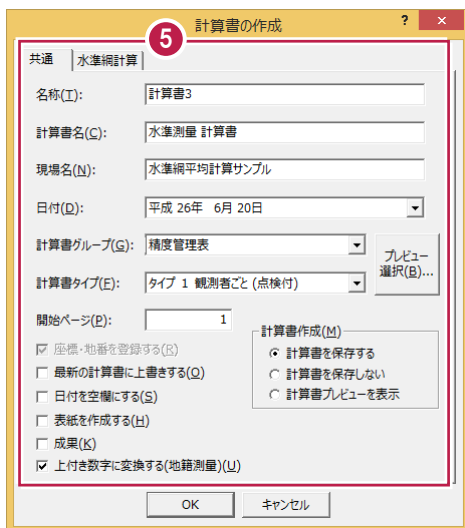 計算書の作成
?
×
5
共通
水準網計算
名称(T):
計算書3
計算書名(C):
水準測量 計算書
現場名(N):
水準網平均計算サンプル
日付(D):
平成 26年 6月 20日
計算書グループ(G):
精度管理表
プレビュー
選択(B)...
計算書タイプ(F):
タイプ 1 観測者ごと (点検付)
開始ページ(P):
1
計算書作成(M)
座標・地番を登録する(R)
計算書を保存する
最新の計算書に上書きする(O)
計算書を保存しない
日付を空欄にする(S)
計算書プレビューを表示
表紙を作成する(H)
成果(K)
上付き数字に変換する(地籍測量)(U)
OK
キャンセル